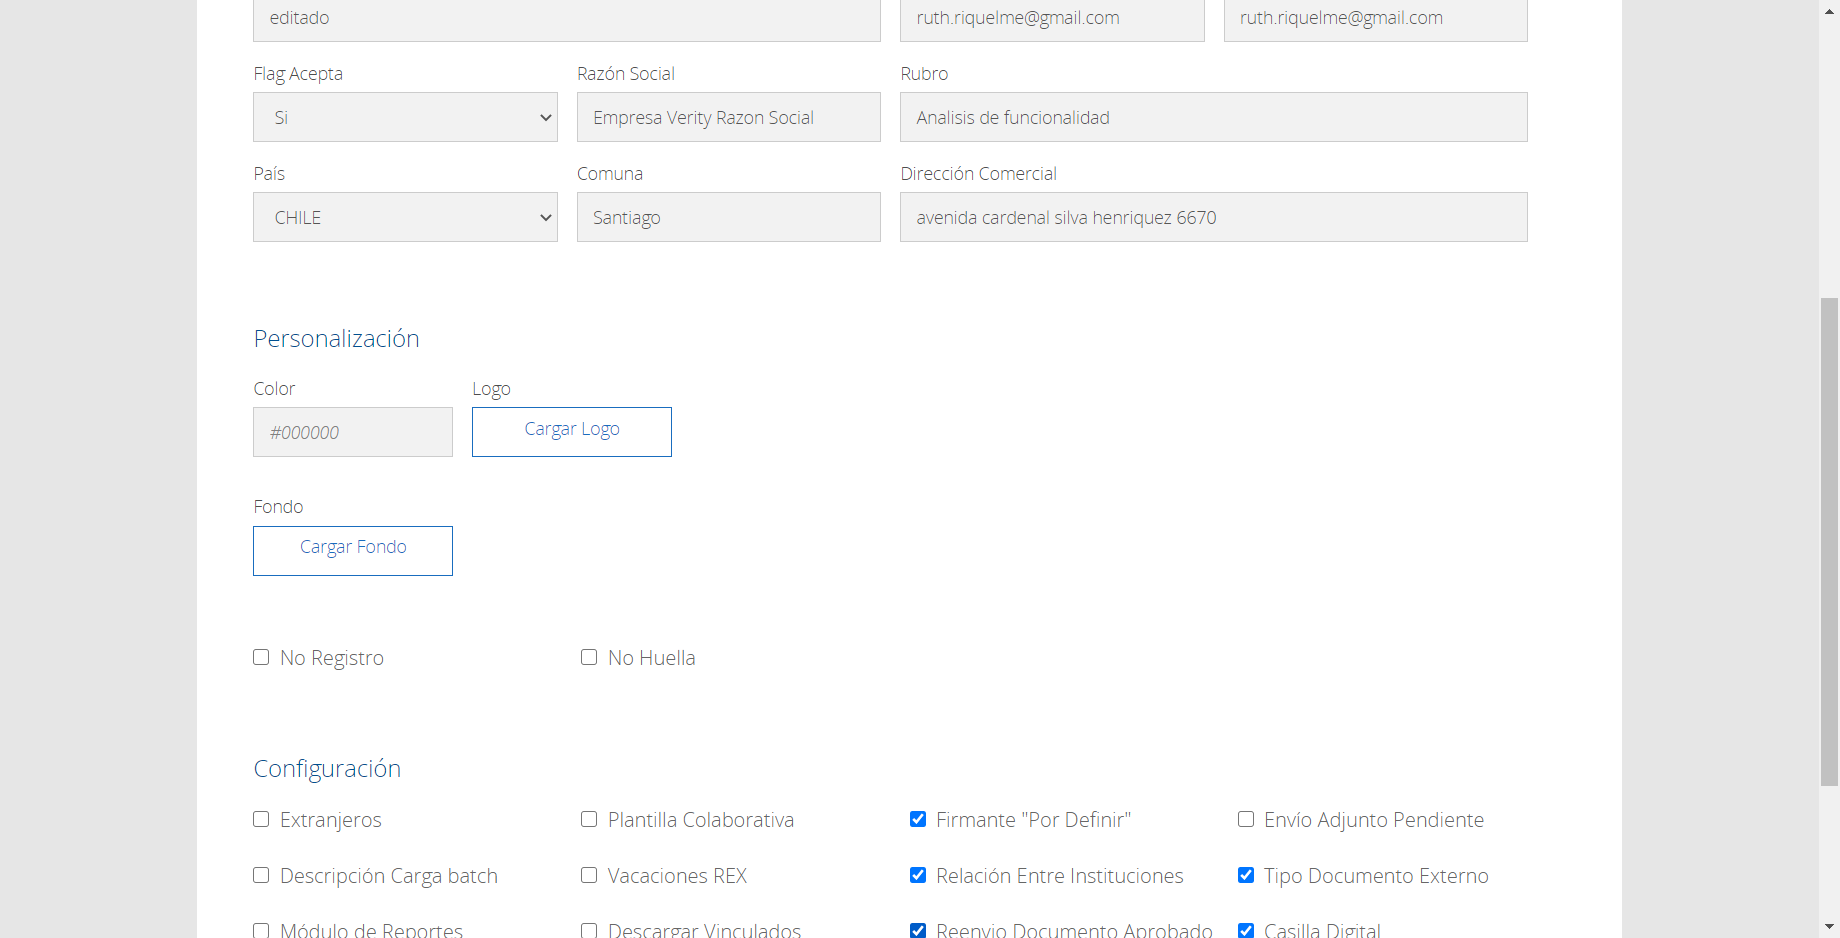 editado ruth.riquelme@gmail.com ruth.riquelme@gmail.com
Flag Acepta Razón Social Rubro
Si Empresa Verity Razon Social Analisis de funcionalidad
País Comuna Dirección Comercial
CHILE Santiago avenida cardenal silva henriquez 6670
Personalización
Color Logo
#000000 Cargar Logo
Fondo
Cargar Fondo
No Registro No Huella
Configuración
Extranjeros Plantilla Colaborativa Firmante "Por Definir" Envío Adjunto Pendiente
Descripción Carga batch Vacaciones REX Relación Entre Instituciones Tipo Documento Externo
Módulo de Reportes Descargar Vinculados Reenvio Documento Aprobado Casilla Digital